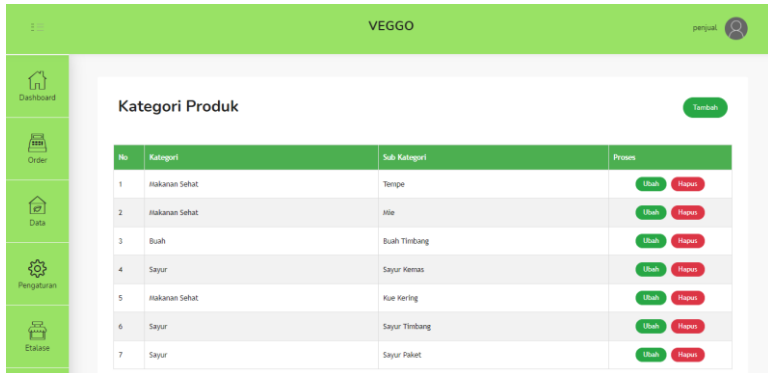 VEGGO
penjual
Dashboard
Order
Data
Pengaturan
Etalase
Kategori Produk
Tambah
No Kategori Sub Kategori Proses
1 Makanan Sehat Tempe Ubah Hapus
2 Makanan Sehat Mie Ubah Hapus
3 Buah Buah Timbang Ubah Hapus
4 Sayur Sayur Kemas Ubah Hapus
5 Makanan Sehat Kue Kering Ubah Hapus
6 Sayur Sayur Timbang Ubah Hapus
7 Sayur Sayur Paket Ubah Hapus